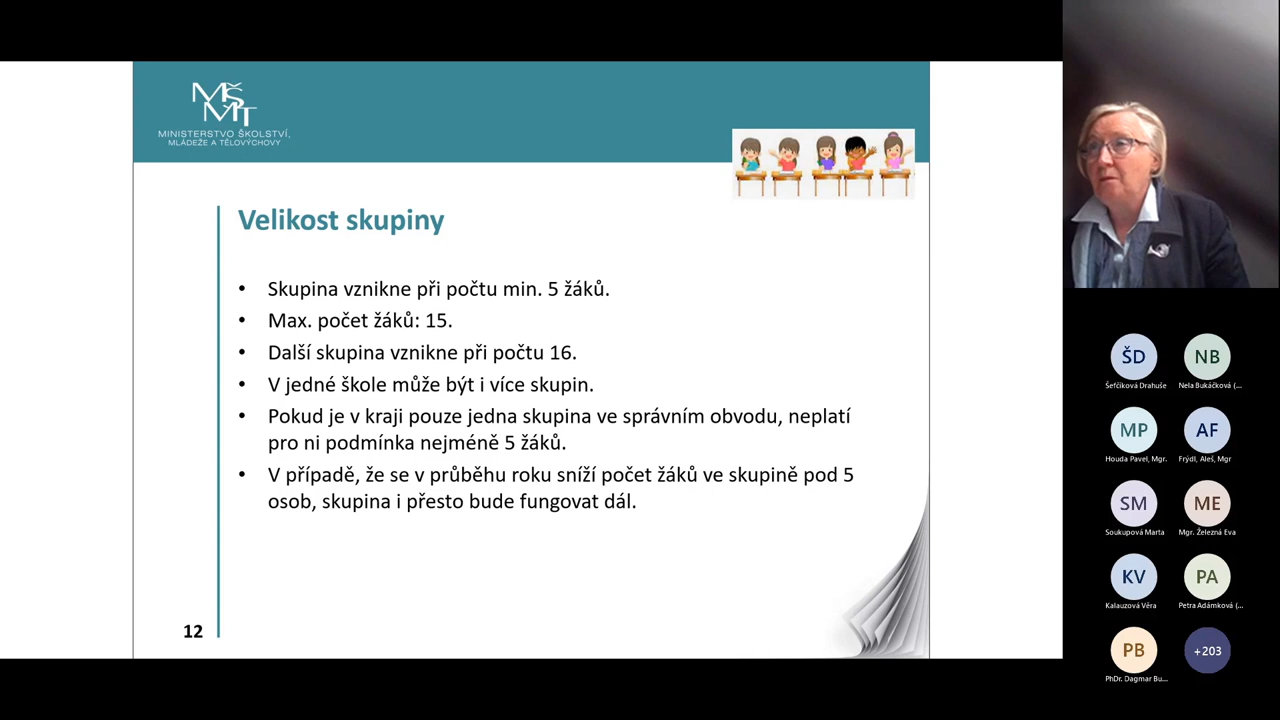 MŠMT
MINISTERSTVO ŠKOLSTVÍ,
MLÁDEŽE A TĚLOVÝCHOVY
Velikost skupiny
• Skupina vznikne při počtu min. 5 žáků.
• Max. počet žáků: 15.
• Další skupina vznikne při počtu 16.
• V jedné škole může být i více skupin.
• Pokud je v kraji pouze jedna skupina ve správním obvodu, neplatí
pro ni podmínka nejméně 5 žáků.
• V případě, že se v průběhu roku sníží počet žáků ve skupině pod 5
osob, skupina i přesto bude fungovat dál.
12
ŠD NB
Šefčíková Drahuše Nela Bukáčková (...
MP AF
Houda Pavel, Mgr. Frýdl, Aleš, Mgr
SM ME
Soukupová Marta Mgr. Železná Eva
KV PA
Kalauzová Věra Petra Adámková (...
PB +203
PhDr. Dagmar Bu...